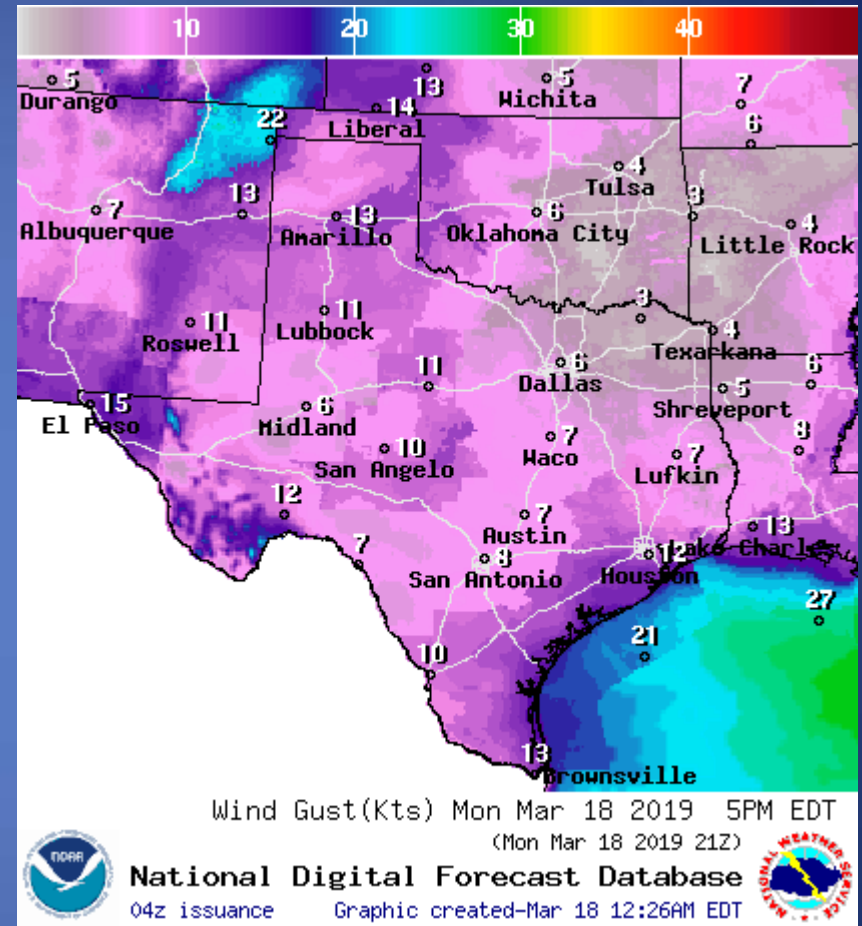 10 20 30 40
5 13 5 7
Durango Wichita
14
Liberal
22 6
4
Tulsa
7 13 13 6 3 4
Albuquerque Amarillo Oklahoma City Little Rock
11 11 3
Roswell Lubbock
4
Texarkana
11 6 6
Dallas
5
Shreveport
15 6
El Paso Midland
10 7 7 8
San Angelo Waco Lufkin
12 7 13
Austin
7 8 12 Lake Charles
San Antonio Houston
27
21
10
13
Brownsville
Wind Gust(Kts) Mon Mar 18 2019 5PM EDT
(Mon Mar 18 2019 21Z)
NOAA
National Digital Forecast Database
04z issuance Graphic created-Mar 18 12:26AM EDT
NATIONAL WEATHER SERVICE